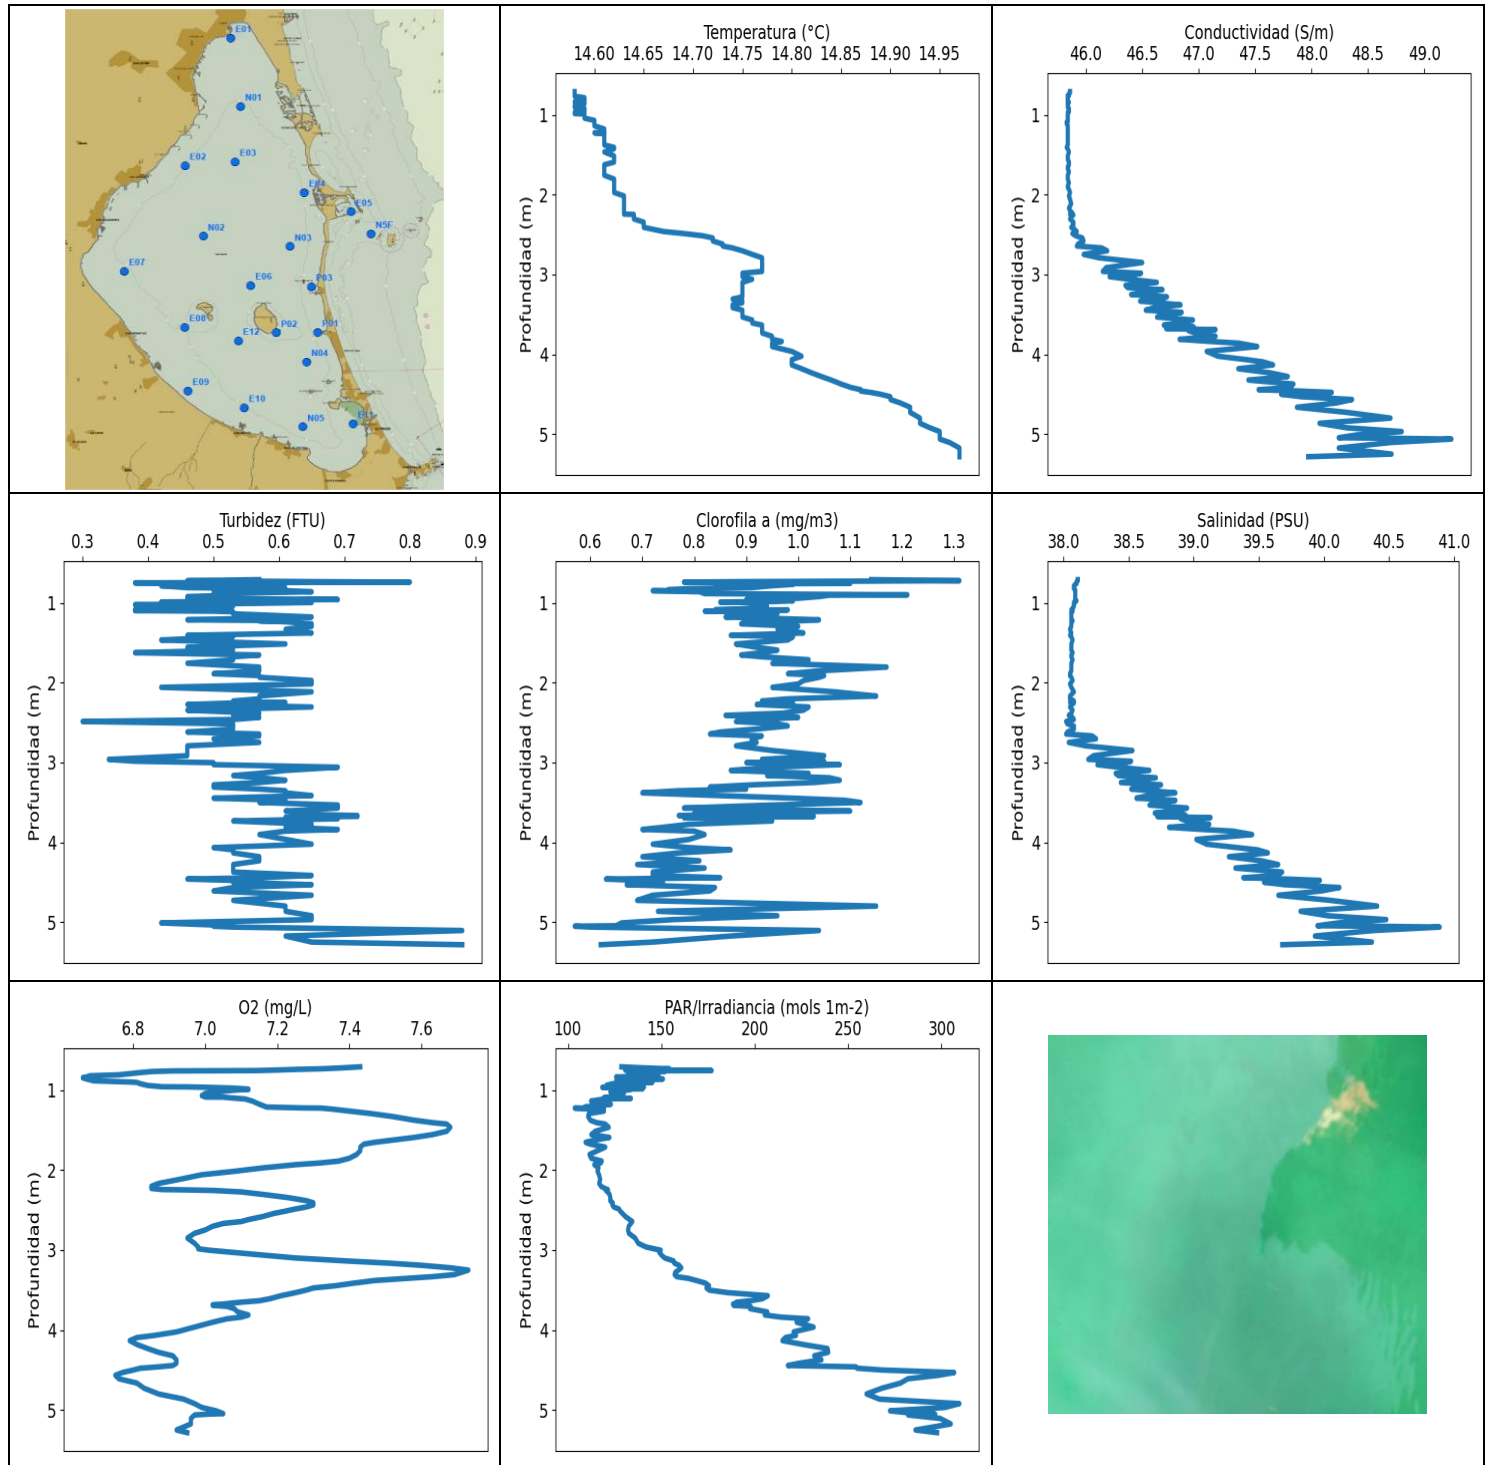 E01
N01
E02
E03
E04
E05
N5E
N02
N03
E07
E06
P03
E08
E12
P02
P01
N04
E09
E10
N05
E11
Temperatura (°C)
14.60 14.65 14.70 14.75 14.80 14.85 14.90 14.95
Profundidad (m)
1
2
3
4
5
Conductividad (S/m)
46.0 46.5 47.0 47.5 48.0 48.5 49.0
Profundidad (m)
1
2
3
4
5
Turbidez (FTU)
0.3 0.4 0.5 0.6 0.7 0.8 0.9
Profundidad (m)
1
2
3
4
5
Clorofila a (mg/m3)
0.6 0.7 0.8 0.9 1.0 1.1 1.2 1.3
Profundidad (m)
1
2
3
4
5
Salinidad (PSU)
38.0 38.5 39.0 39.5 40.0 40.5 41.0
Profundidad (m)
1
2
3
4
5
O2 (mg/L)
6.8 7.0 7.2 7.4 7.6
Profundidad (m)
1
2
3
4
5
PAR/Irradiancia (mols 1m-2)
100 150 200 250 300
Profundidad (m)
1
2
3
4
5